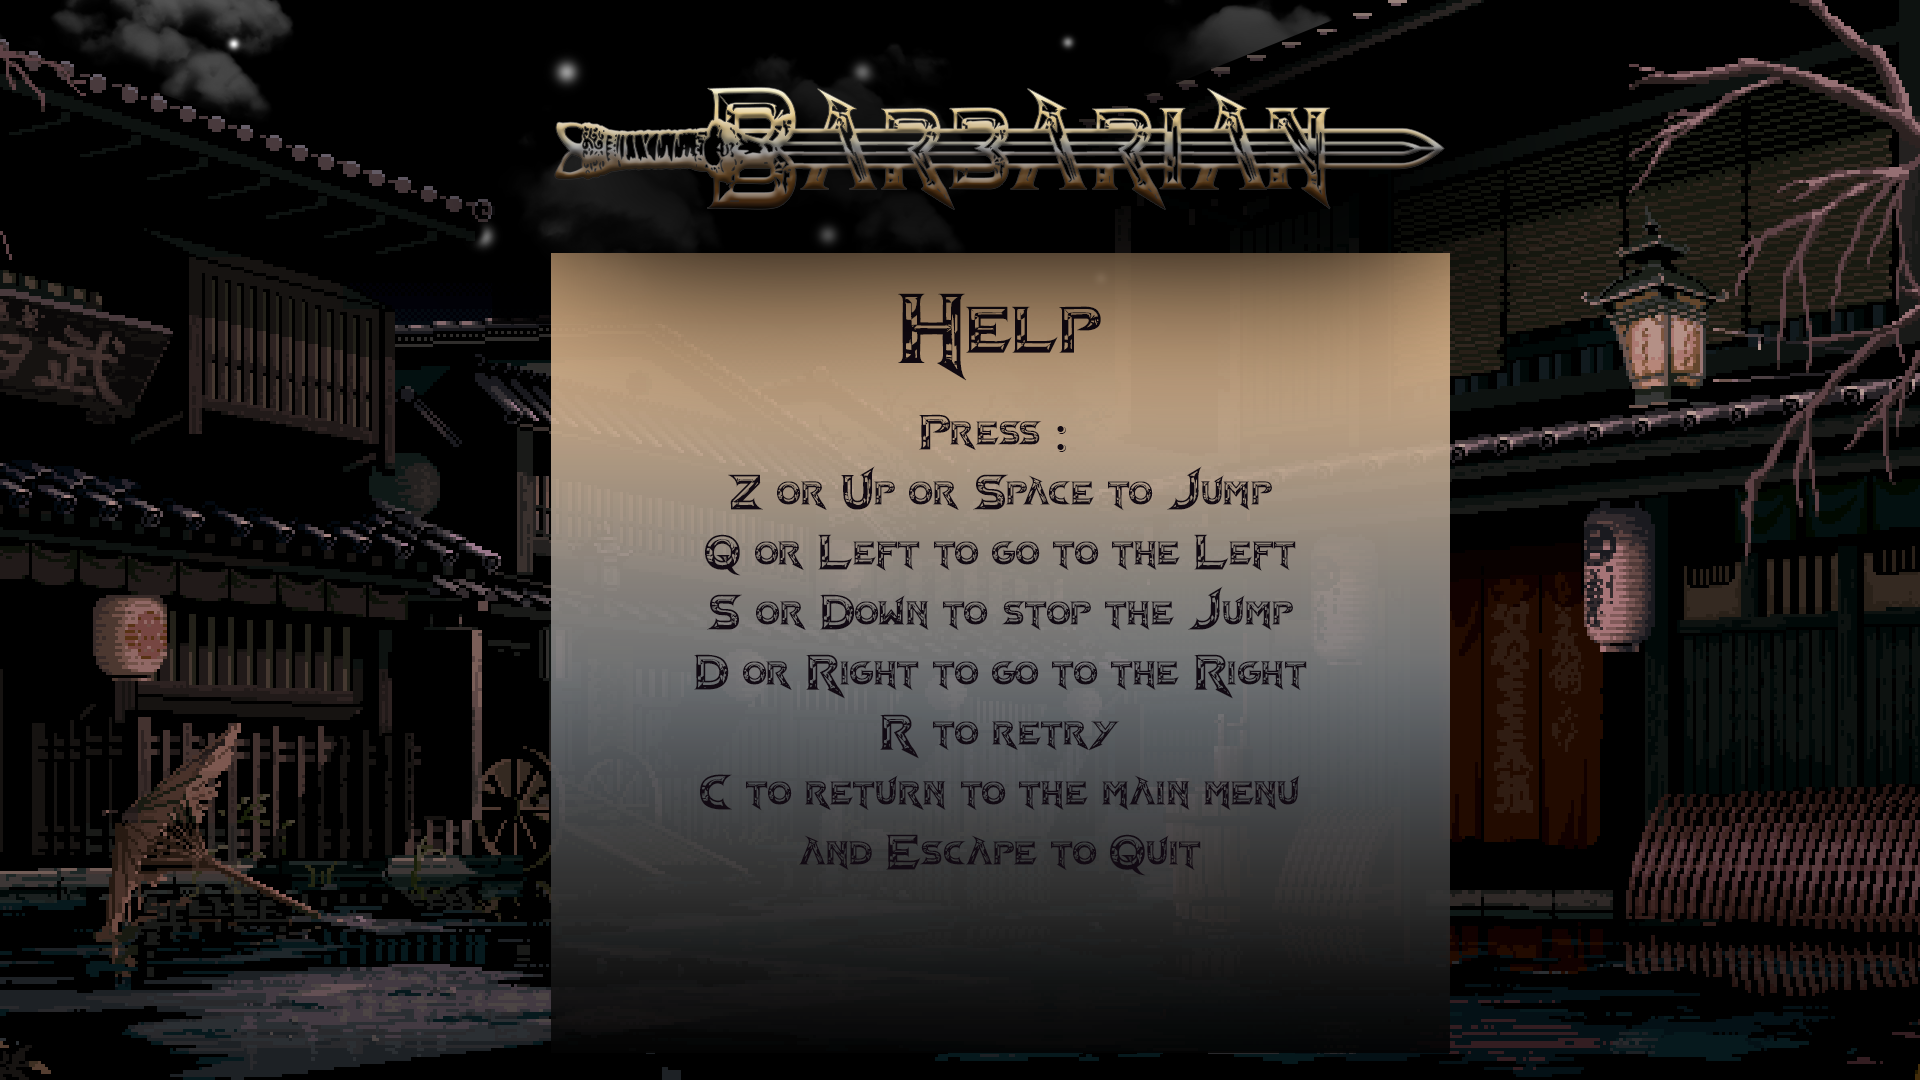 Barbarian
Help
Press :
Z or Up or Space to Jump
Q or Left to go to the Left
S or Down to stop the Jump
D or Right to go to the Right
R to retry
C to return to the main menu
and Escape to Quit